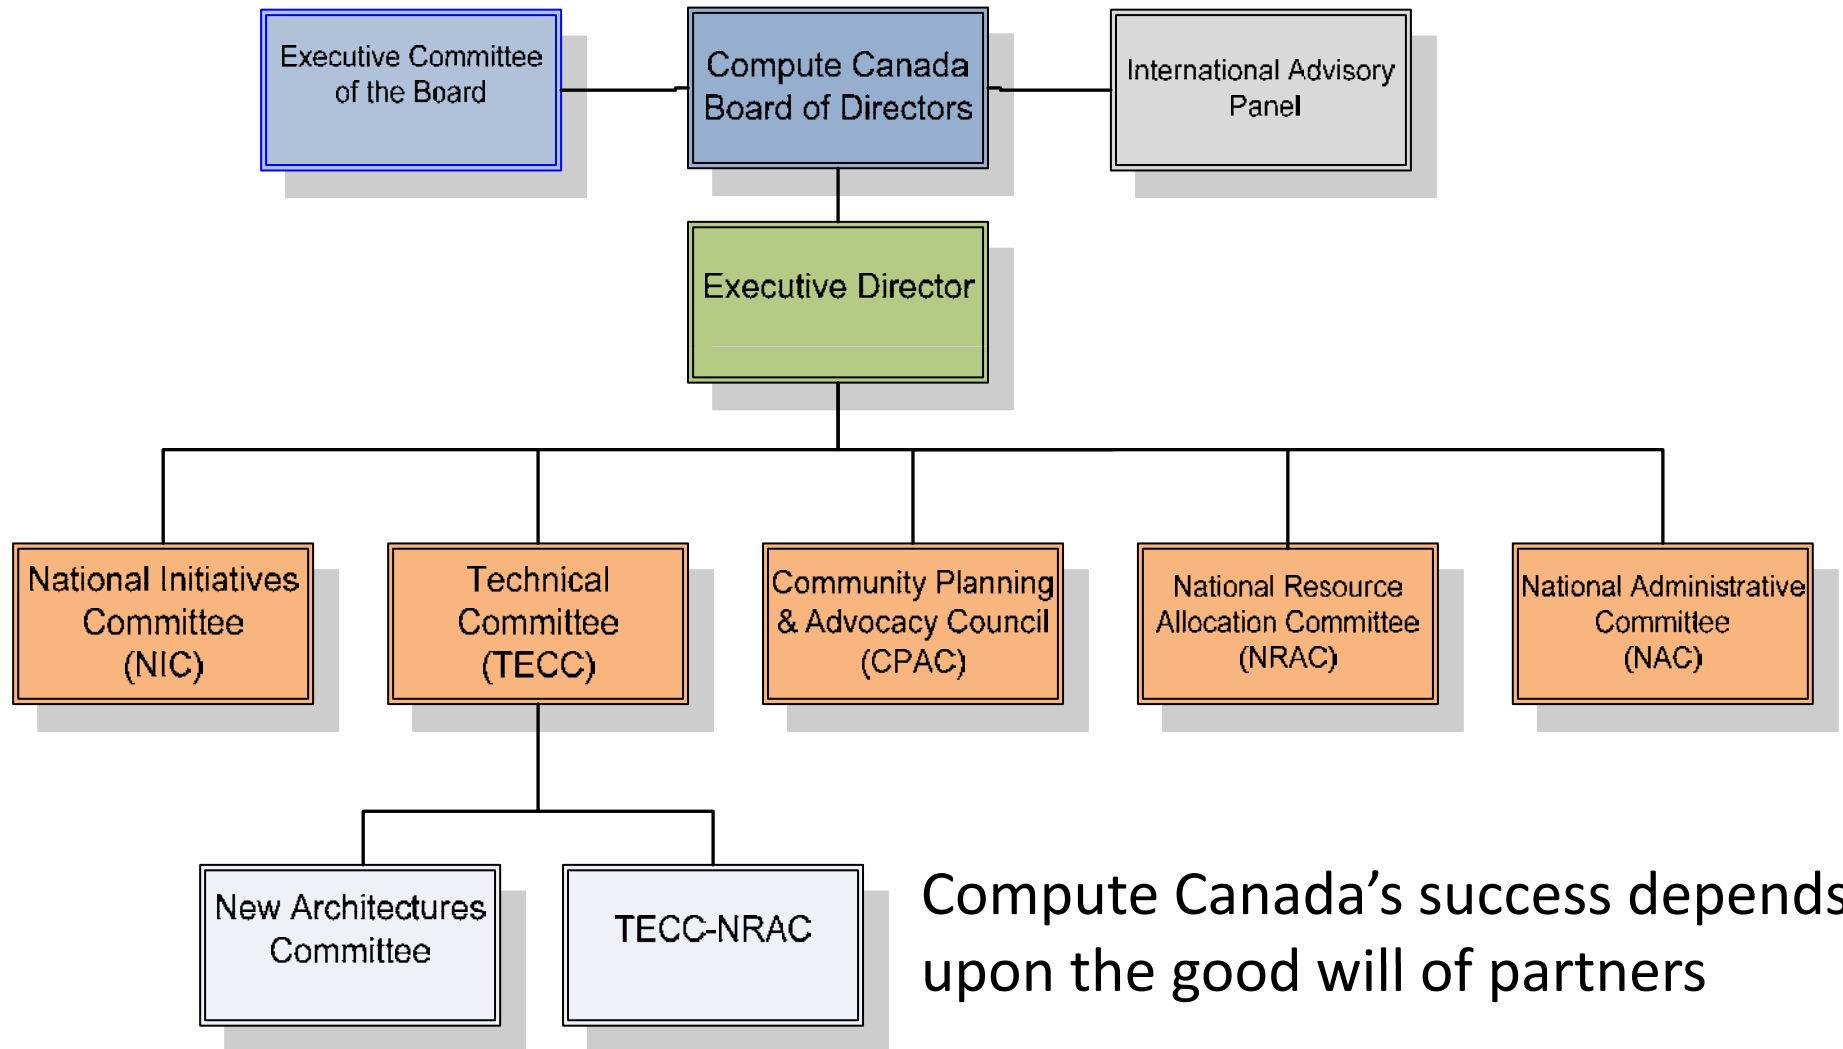 Executive Committee
of the Board
Compute Canada
Board of Directors
International Advisory
Panel
Executive Director
National Initiatives
Committee
(NIC)
Technical
Committee
(TECC)
Community Planning
& Advocacy Council
(CPAC)
National Resource
Allocation Committee
(NRAC)
National Administrative
Committee
(NAC)
New Architectures
Committee
TECC-NRAC
Compute Canada’s success depends
upon the good will of partners